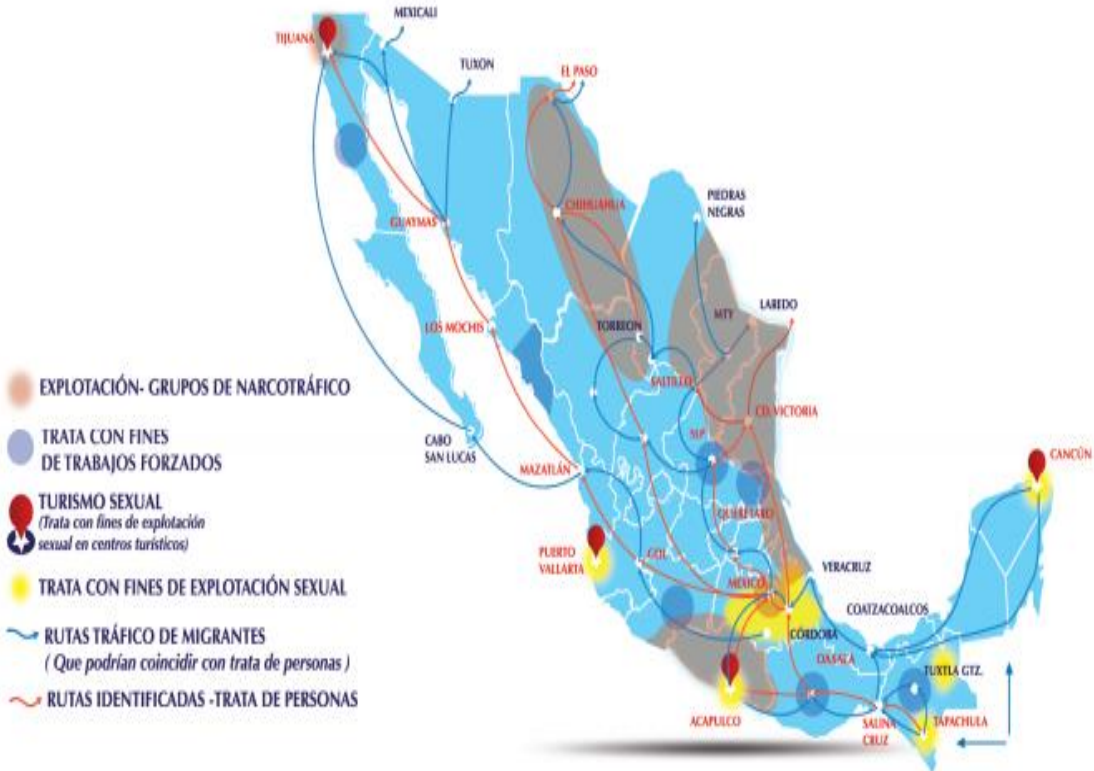 MEXICALI
TIJUANA
TUXON
EL PASO
PIEDRAS
NEGRAS
CHIHUAHUA
GUAYMAS
LAREDO
MTY
LOS MOCHIS
TORREON
SALTILLO
CD. VICTORIA
SLP
CABO
SAN LUCAS
MAZATLÁN
CANCÚN
QUERÉTARO
PUERTO
VALLARTA
GDL
MÉXICO
VERACRUZ
COATZACOALCOS
CÓRDOBA
OAXACA
TUXTLA GTZ.
ACAPULCO
SALINA
CRUZ
TAPACHULA
EXPLOTACIÓN- GRUPOS DE NARCOTRÁFICO
TRATA CON FINES
DE TRABAJOS FORZADOS
TURISMO SEXUAL
(Trata con fines de explotación
sexual en centros turísticos)
TRATA CON FINES DE EXPLOTACIÓN SEXUAL
RUTAS TRÁFICO DE MIGRANTES
( Que podrían coincidir con trata de personas )
RUTAS IDENTIFICADAS -TRATA DE PERSONAS